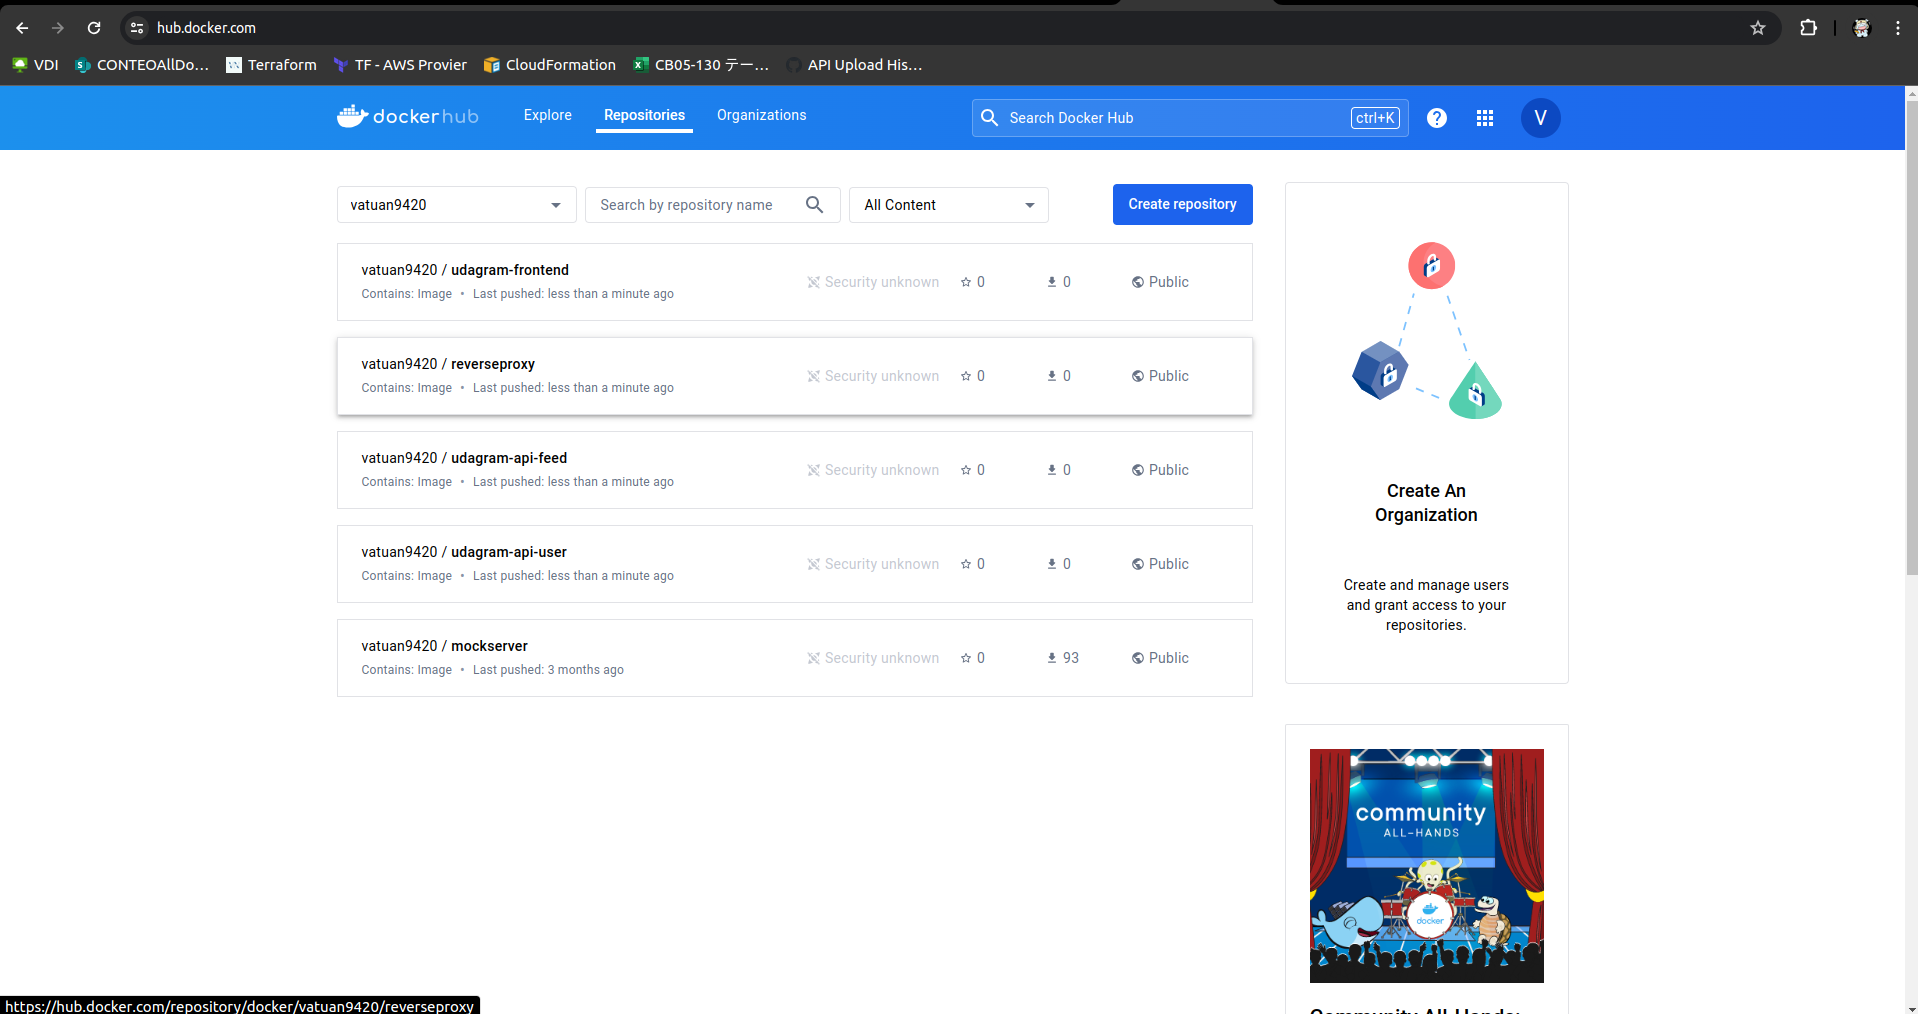 hub.docker.com
VDI CONTEOAllDo... Terraform TF - AWS Provier CloudFormation CB05-130 テー... API Upload His...
dockerhub Explore Repositories Organizations Search Docker Hub ctrl+K ? V
vatuan9420 Search by repository name All Content Create repository
vatuan9420 / udagram-frontend
Contains: Image • Last pushed: less than a minute ago
Security unknown 0 0 Public
vatuan9420 / reverseproxy
Contains: Image • Last pushed: less than a minute ago
Security unknown 0 0 Public
vatuan9420 / udagram-api-feed
Contains: Image • Last pushed: less than a minute ago
Security unknown 0 0 Public
vatuan9420 / udagram-api-user
Contains: Image • Last pushed: less than a minute ago
Security unknown 0 0 Public
vatuan9420 / mockserver
Contains: Image • Last pushed: 3 months ago
Security unknown 0 93 Public
Create An
Organization
Create and manage users
and grant access to your
repositories.
community
ALL-HANDS
docker
Community All-Hands:
https://hub.docker.com/repository/docker/vatuan9420/reverseproxy